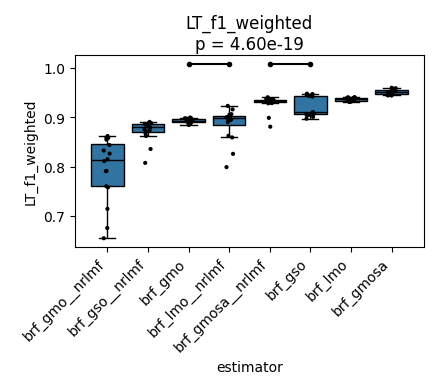 LT_f1_weighted
p = 4.60e-19
1.0
0.9
0.8
0.7
LT_f1_weighted
brf_gmo__nrlmf
brf_gso__nrlmf
brf_gmo
brf_lmo__nrlmf
brf_gmosa__nrlmf
brf_gso
brf_lmo
brf_gmosa
estimator